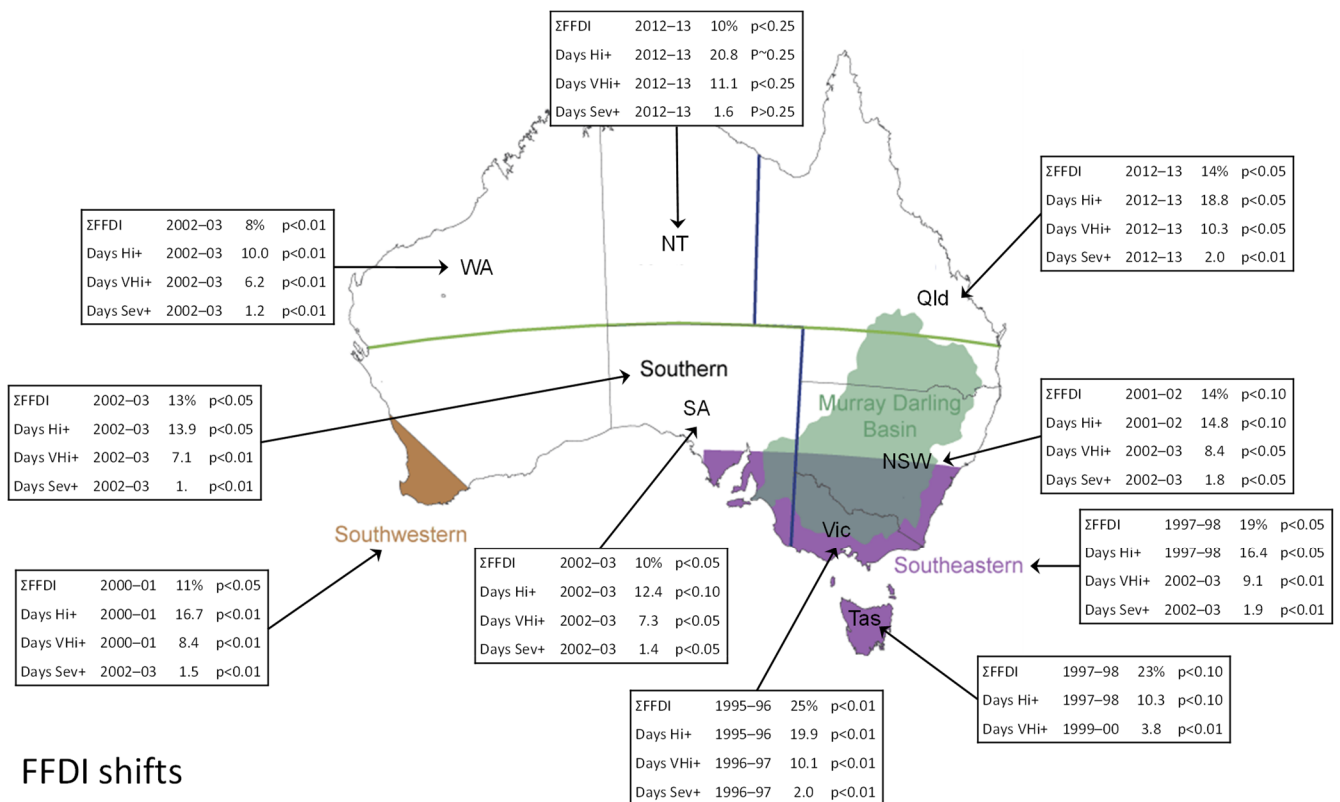 ΣFFDI 2012–13 10% p<0.25
Days Hi+ 2012–13 20.8 P~0.25
Days VHi+ 2012–13 11.1 p<0.25
Days Sev+ 2012–13 1.6 P>0.25
ΣFFDI 2012–13 14% p<0.05
Days Hi+ 2012–13 18.8 p<0.05
Days VHi+ 2012–13 10.3 p<0.05
Days Sev+ 2012–13 2.0 p<0.01
ΣFFDI 2002–03 8% p<0.01
Days Hi+ 2002–03 10.0 p<0.01
Days VHi+ 2002–03 6.2 p<0.01
Days Sev+ 2002–03 1.2 p<0.01
NT
WA
Qld
Southern
SA
Murray Darling
Basin
NSW
ΣFFDI 2002–03 13% p<0.05
Days Hi+ 2002–03 13.9 p<0.05
Days VHi+ 2002–03 7.1 p<0.01
Days Sev+ 2002–03 1. p<0.01
ΣFFDI 2001–02 14% p<0.10
Days Hi+ 2001–02 14.8 p<0.10
Days VHi+ 2002–03 8.4 p<0.05
Days Sev+ 2002–03 1.8 p<0.05
Southwestern
Vic
Southeastern
Tas
ΣFFDI 1997–98 19% p<0.05
Days Hi+ 1997–98 16.4 p<0.05
Days VHi+ 2002–03 9.1 p<0.01
Days Sev+ 2002–03 1.9 p<0.01
ΣFFDI 2000–01 11% p<0.05
Days Hi+ 2000–01 16.7 p<0.01
Days VHi+ 2000–01 8.4 p<0.01
Days Sev+ 2002–03 1.5 p<0.01
ΣFFDI 2002–03 10% p<0.05
Days Hi+ 2002–03 12.4 p<0.10
Days VHi+ 2002–03 7.3 p<0.05
Days Sev+ 2002–03 1.4 p<0.05
ΣFFDI 1997–98 23% p<0.10
Days Hi+ 1997–98 10.3 p<0.10
Days VHi+ 1999–00 3.8 p<0.01
ΣFFDI 1995–96 25% p<0.01
Days Hi+ 1995–96 19.9 p<0.01
Days VHi+ 1996–97 10.1 p<0.01
Days Sev+ 1996–97 2.0 p<0.01
FFDI shifts